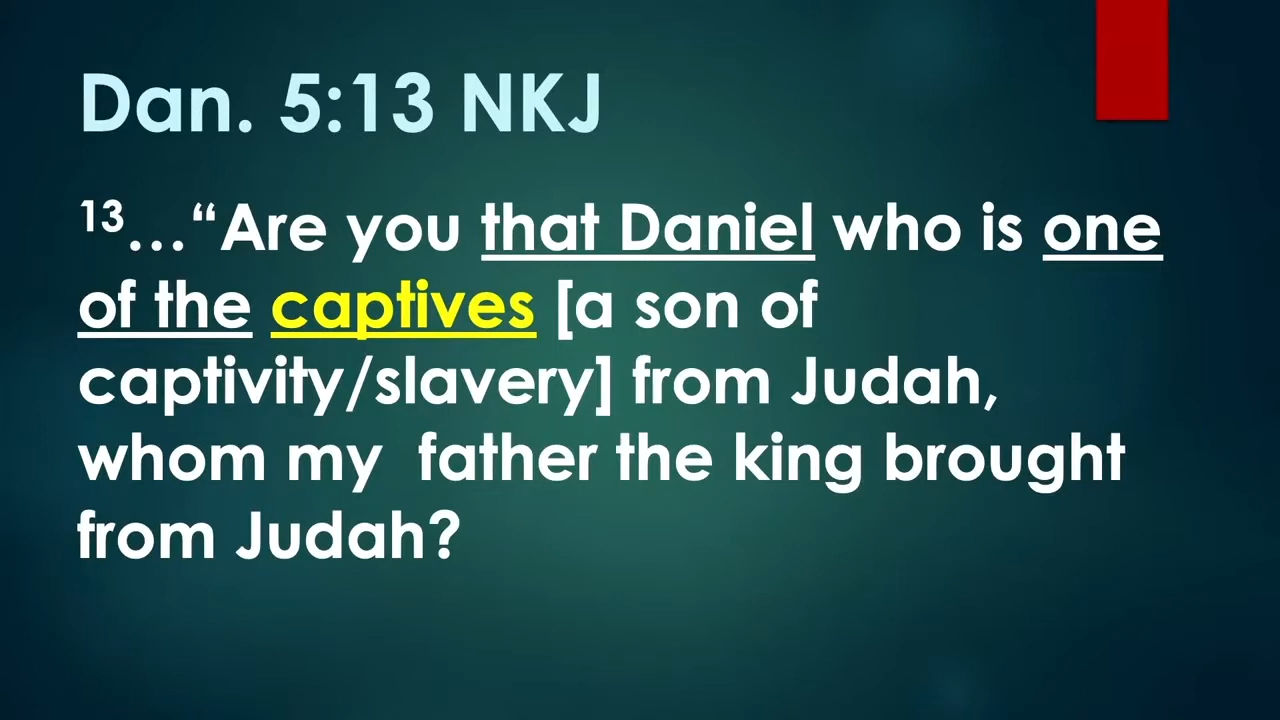 Dan. 5:13 NKJ
13…“Are you that Daniel who is one
of the captives [a son of
captivity/slavery] from Judah,
whom my  father the king brought
from Judah?